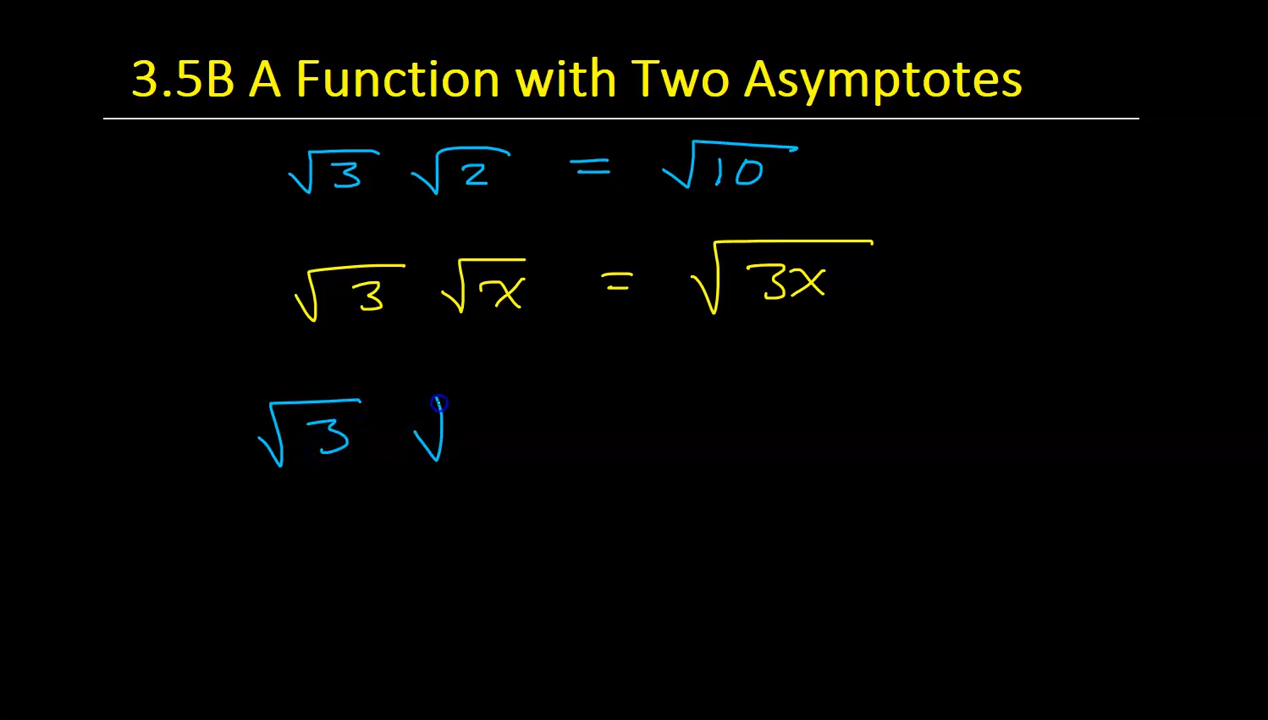 3.5B A Function with Two Asymptotes
√3 √2 = √10
√3 √x = √3x
√3 √